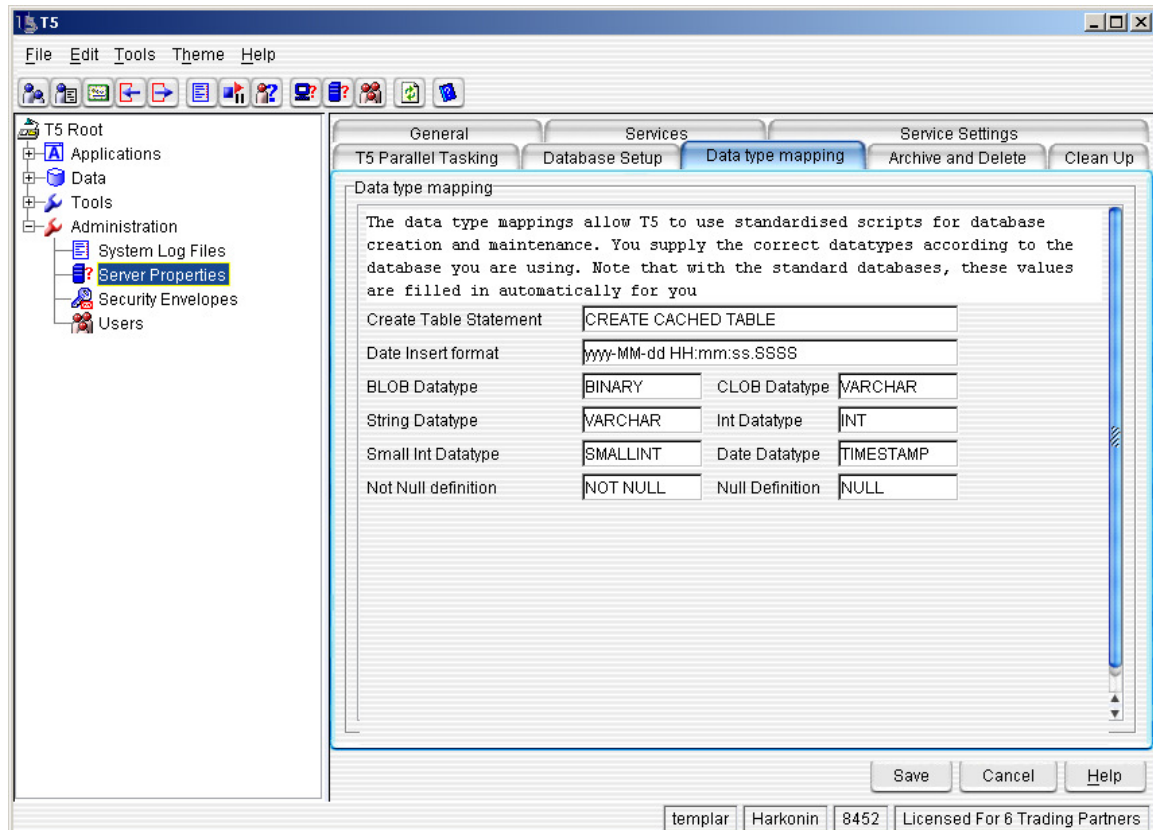 T5
File Edit Tools Theme Help
T5 Root
Applications
Data
Tools
Administration
System Log Files
Server Properties
Security Envelopes
Users
General Services Service Settings
T5 Parallel Tasking Database Setup Data type mapping Archive and Delete Clean Up
Data type mapping
The data type mappings allow T5 to use standardised scripts for database
creation and maintenance. You supply the correct datatypes according to the
database you are using. Note that with the standard databases, these values
are filled in automatically for you
Create Table Statement CREATE CACHED TABLE
Date Insert format yyyy-MM-dd HH:mm:ss.SSSS
BLOB Datatype BINARY CLOB Datatype VARCHAR
String Datatype VARCHAR Int Datatype INT
Small Int Datatype SMALLINT Date Datatype TIMESTAMP
Not Null definition NOT NULL Null Definition NULL
Save Cancel Help
templar Harkonin 8452 Licensed For 6 Trading Partners